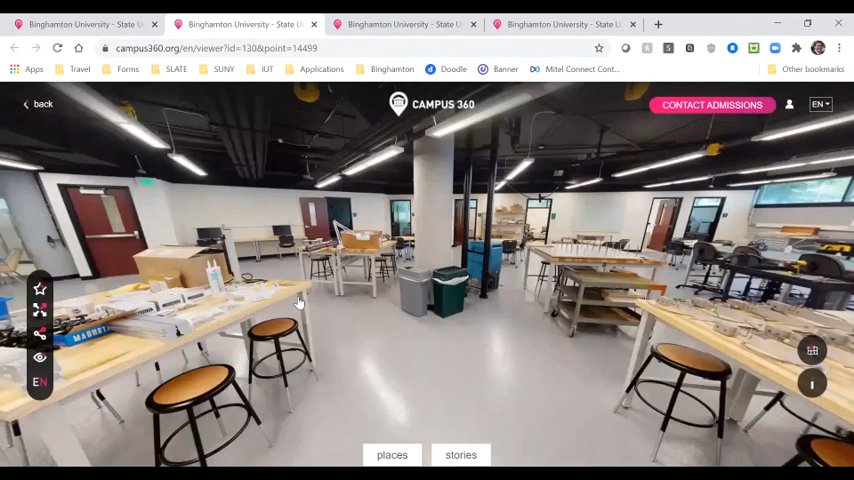 Binghamton University - State U
Binghamton University - State U
Binghamton University - State U
Binghamton University - State U
campus360.org/en/viewer?id=130&point=14499
Apps
Travel
Forms
SLATE
SUNY
IUT
Applications
Binghamton
Doodle
Banner
Mitel Connect Cont...
Other bookmarks
back
CAMPUS 360
CONTACT ADMISSIONS
EN
EN
places
stories